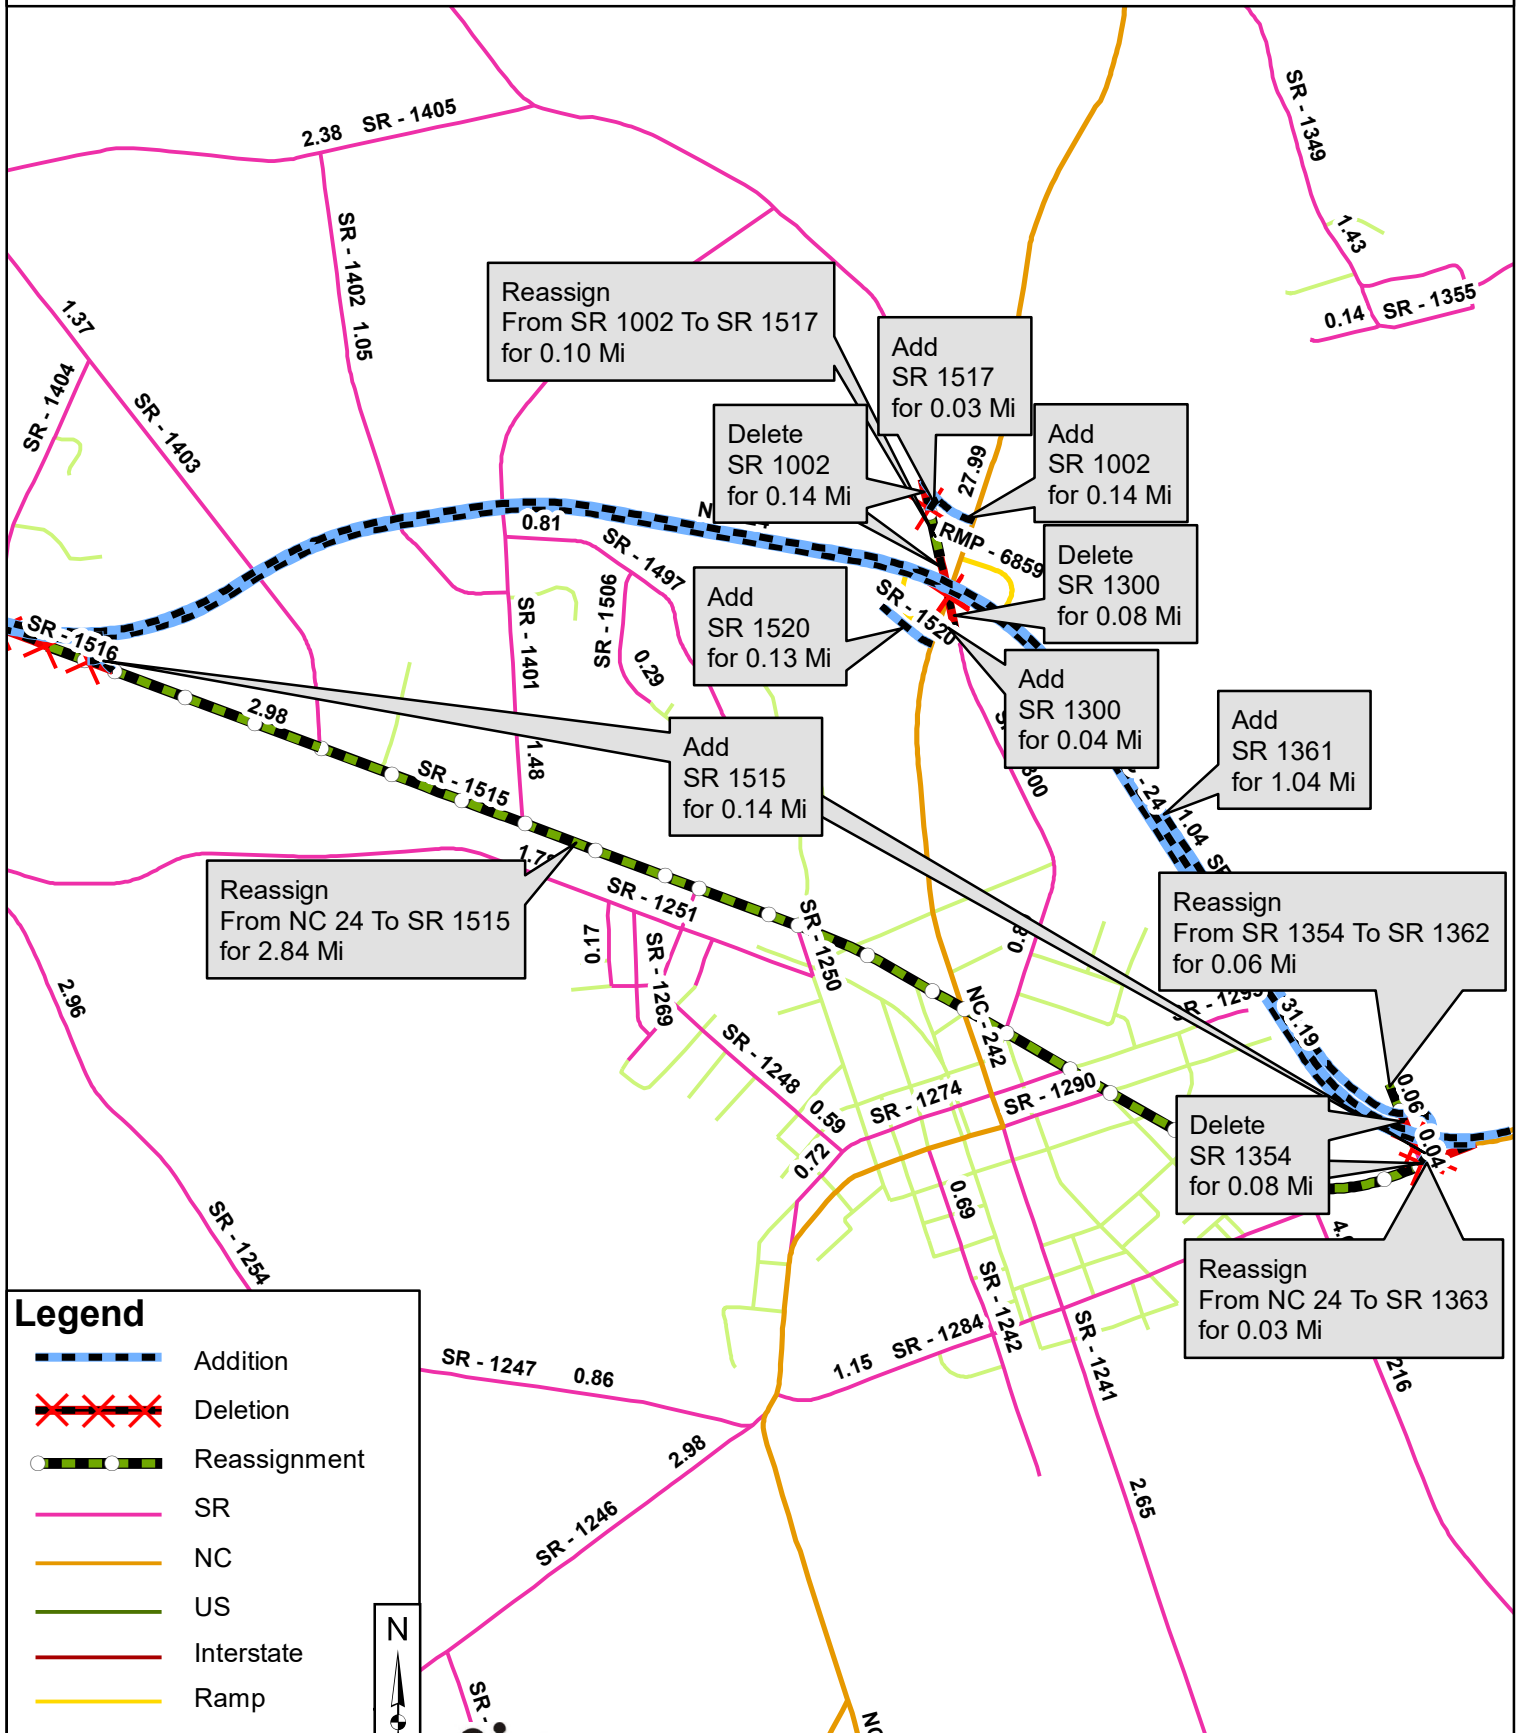 2.38 SR - 1405
SR - 1349
1.43
0.14 SR - 1355
SR - 1402 1.05
1.37
SR - 1404
SR - 1403
Reassign
From SR 1002 To SR 1517
for 0.10 Mi
Add
SR 1517
for 0.03 Mi
Delete
SR 1002
for 0.14 Mi
27.99
Add
SR 1002
for 0.14 Mi
0.81
SR - 1497
RMP - 6859
Delete
SR 1300
for 0.08 Mi
SR - 1506
0.29
Add
SR 1520
for 0.13 Mi
SR - 1520
SR - 1516
SR - 1401
1.48
Add
SR 1300
for 0.04 Mi
2.98
SR - 1515
Add
SR 1515
for 0.14 Mi
Add
SR 1361
for 1.04 Mi
1.04
Reassign
From NC 24 To SR 1515
for 2.84 Mi
SR - 1251
SR - 1250
0.17
SR - 1269
Reassign
From SR 1354 To SR 1362
for 0.06 Mi
31.19
2.96
NC - 242
SR - 1248
0.59
0.72
SR - 1274
SR - 1290
0.06
0.04
Delete
SR 1354
for 0.08 Mi
0.69
SR - 1254
SR - 1242
Reassign
From NC 24 To SR 1363
for 0.03 Mi
1.15 SR - 1284
SR - 1241
SR - 1247 0.86
2.98
SR - 1246
2.65
Legend
Addition
Deletion
Reassignment
SR
NC
US
Interstate
Ramp
N
SR -